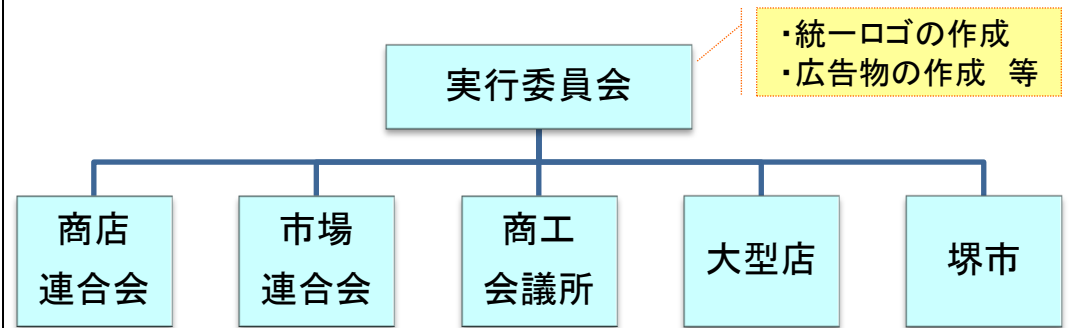 ・統一ロゴの作成
・広告物の作成　等
実行委員会
商店
連合会
市場
連合会
商工
会議所
大型店
堺市